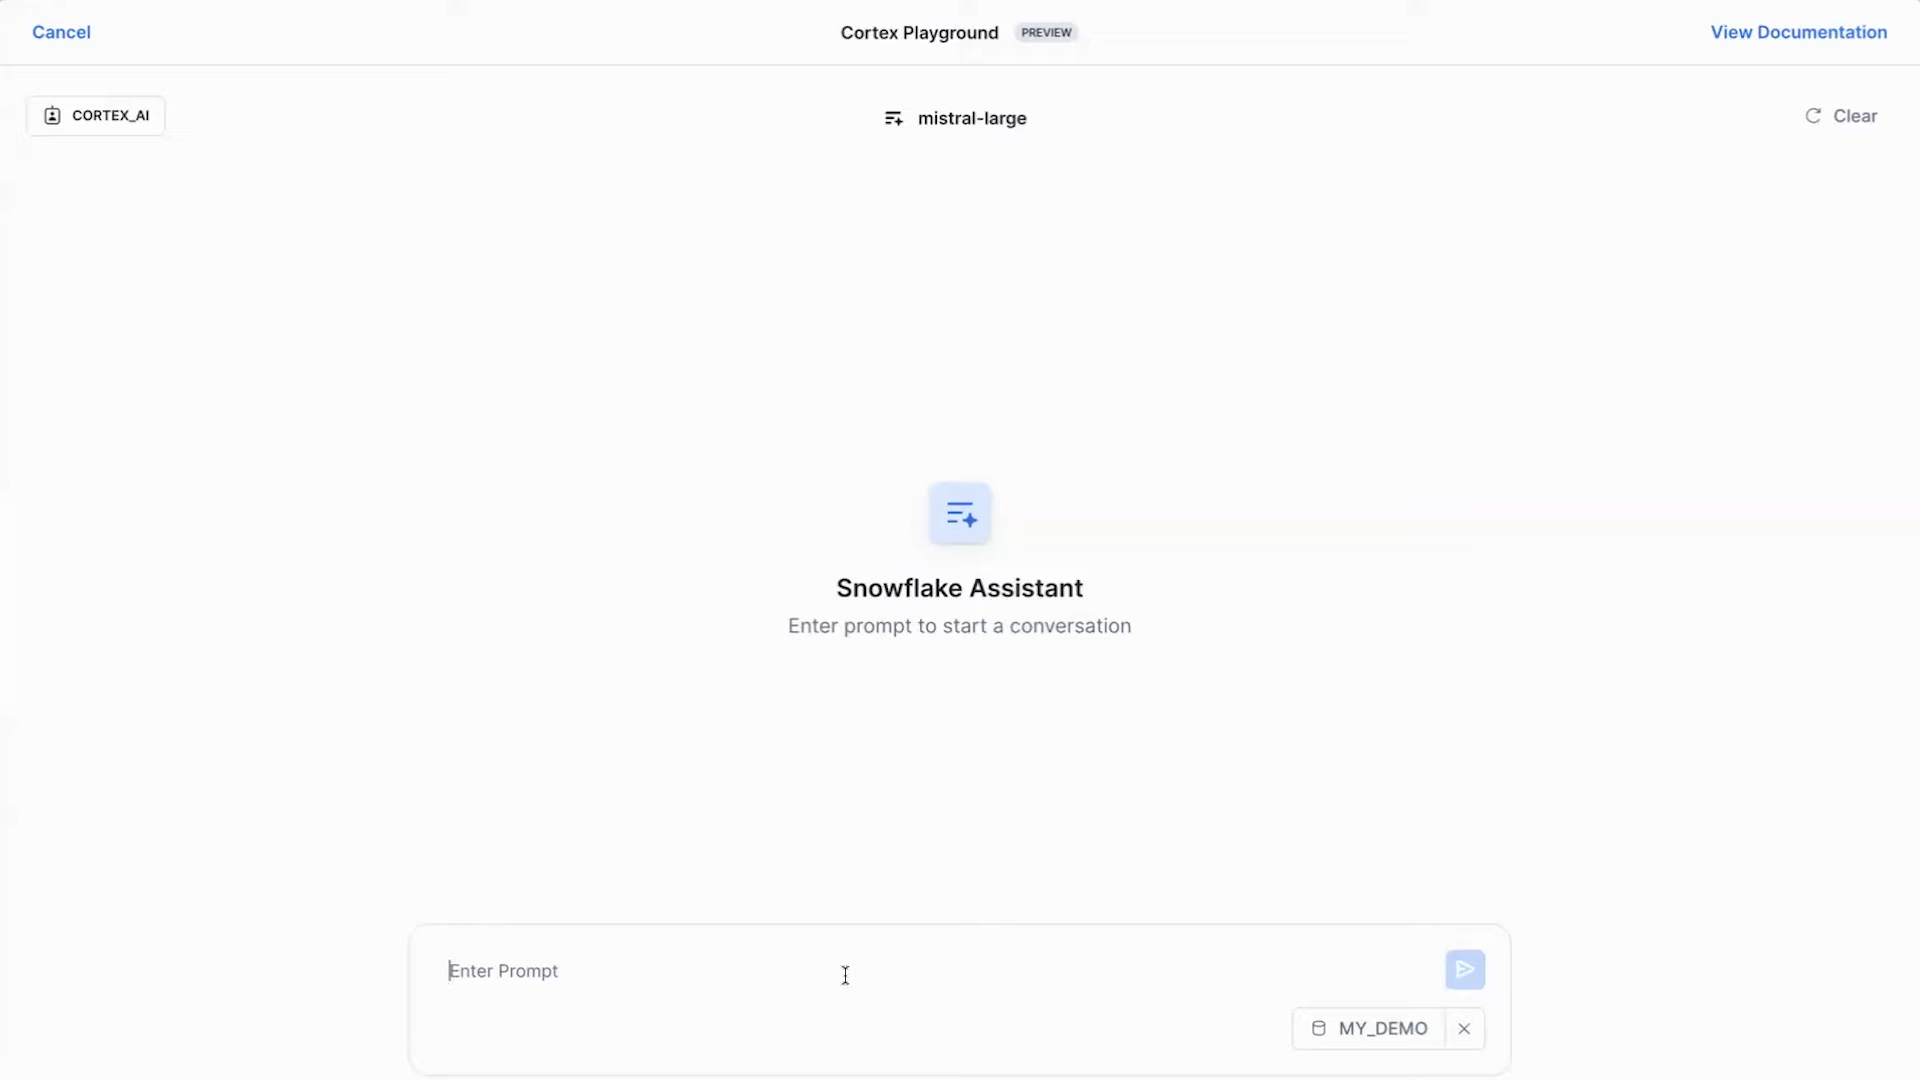 Cancel
Cortex Playground PREVIEW
View Documentation
CORTEX_AI
mistral-large
Clear
Snowflake Assistant
Enter prompt to start a conversation
Enter Prompt
MY_DEMO